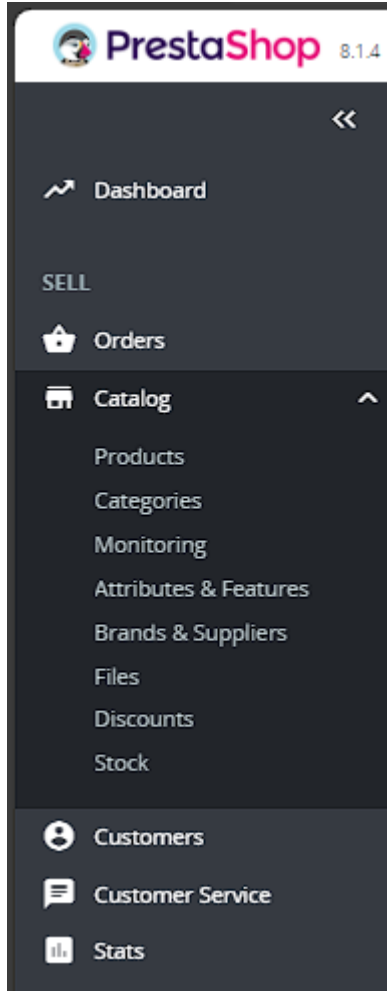 PrestaShop 8.1.4
Dashboard
SELL
Orders
Catalog
Products
Categories
Monitoring
Attributes & Features
Brands & Suppliers
Files
Discounts
Stock
Customers
Customer Service
Stats